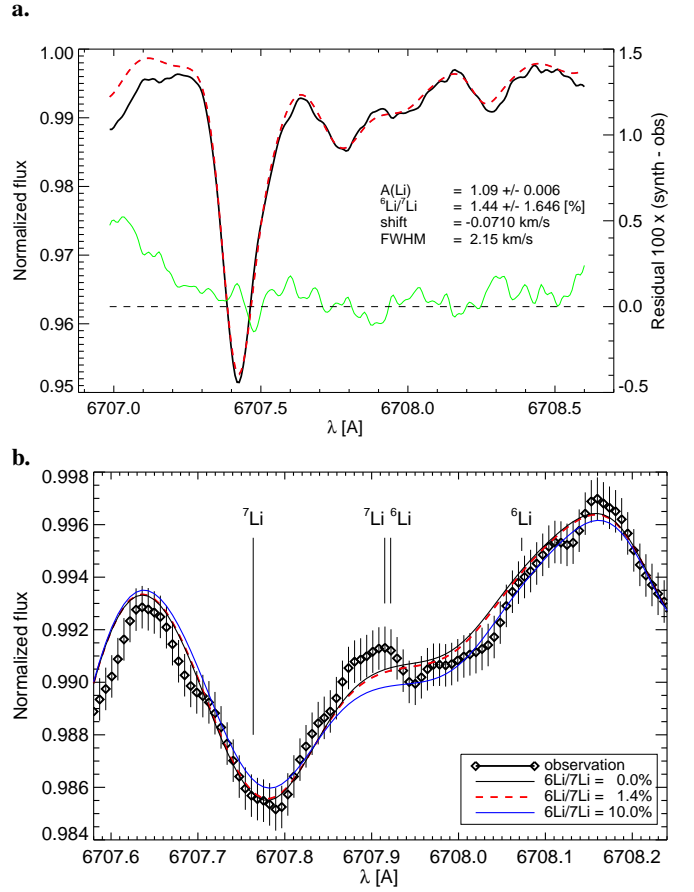 a.
1.00
0.99
0.98
0.97
0.96
0.95
Normalized flux
1.5
1.0
0.5
0.0
-0.5
Residual 100 x (synth - obs)
A(Li) = 1.09 +/- 0.006
⁶Li/⁷Li = 1.44 +/- 1.646 [%]
shift = -0.0710 km/s
FWHM = 2.15 km/s
6707.0 6707.5 6708.0 6708.5
λ [A]
b.
0.998
0.996
0.994
0.992
0.990
0.988
0.986
0.984
Normalized flux
⁷Li ⁷Li ⁶Li ⁶Li
observation
6Li/7Li = 0.0%
6Li/7Li = 1.4%
6Li/7Li = 10.0%
6707.6 6707.7 6707.8 6707.9 6708.0 6708.1 6708.2
λ [A]